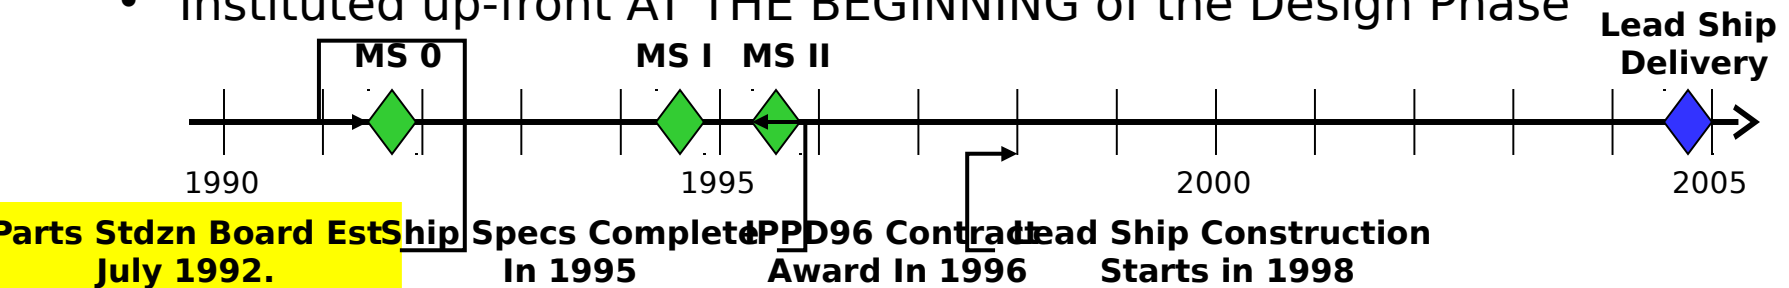 • Instituted up-front AT THE BEGINNING of the Design Phase
Lead Ship
Delivery
MS 0 MS I MS II
1990 1995 2000 2005
Parts Stdzn Board Est
July 1992.
Ship Specs Complete
In 1995
IPPD96 Contract
Award In 1996
Lead Ship Construction
Starts in 1998